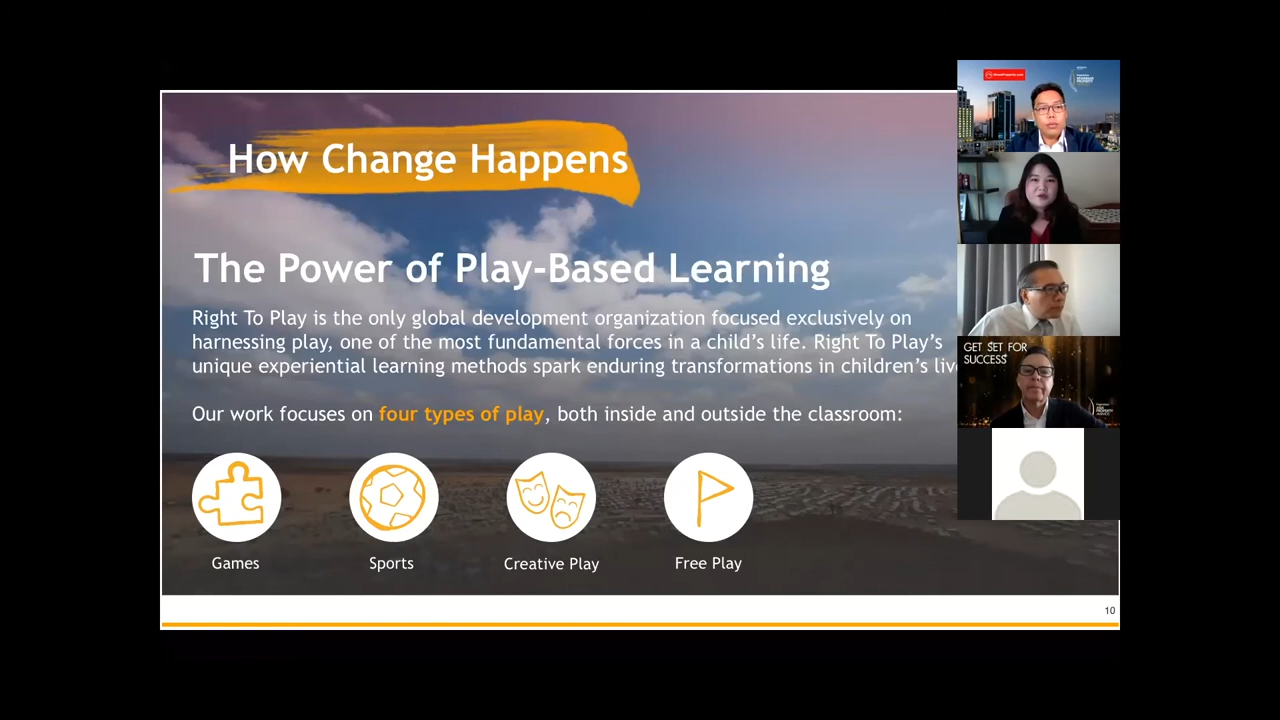 How Change Happens
The Power of Play-Based Learning
Right To Play is the only global development organization focused exclusively on
harnessing play, one of the most fundamental forces in a child's life. Right To Play's
unique experiential learning methods spark enduring transformations in children's liv
Our work focuses on four types of play, both inside and outside the classroom:
Games
Sports
Creative Play
Free Play
10
GET SET FOR
SUCCESS